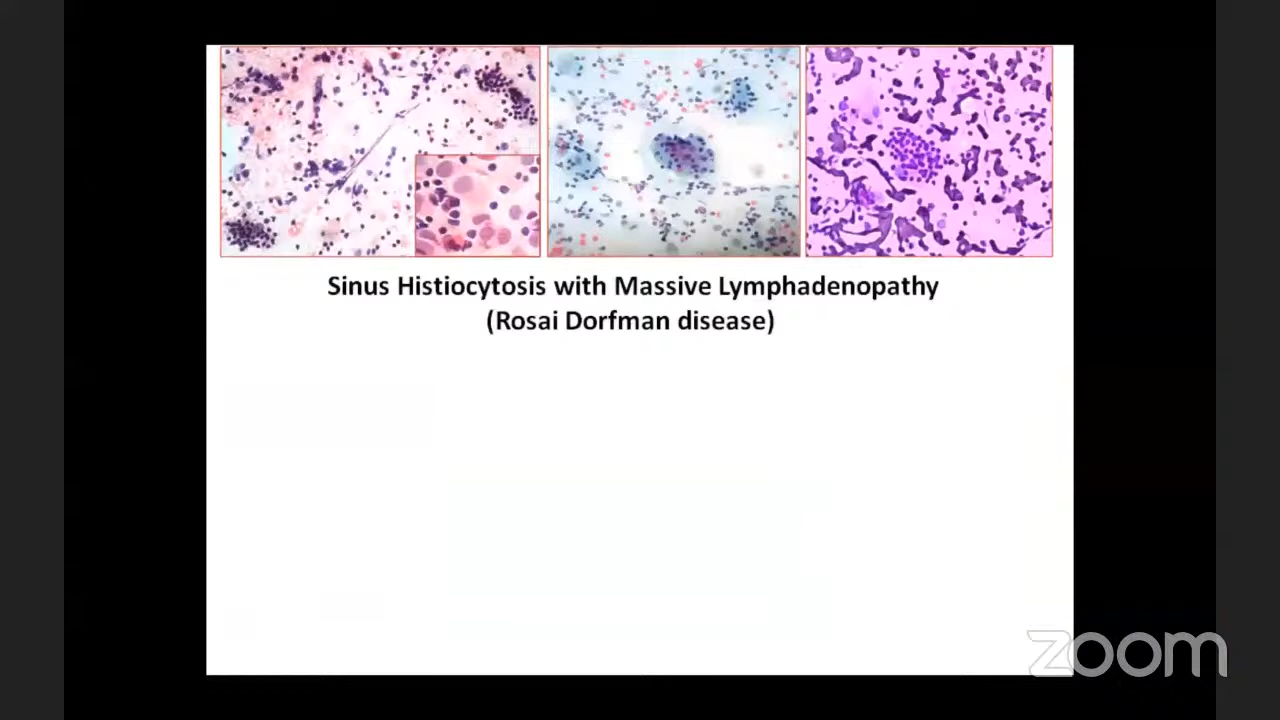 Sinus Histiocytosis with Massive Lymphadenopathy
(Rosai Dorfman disease)
zoom